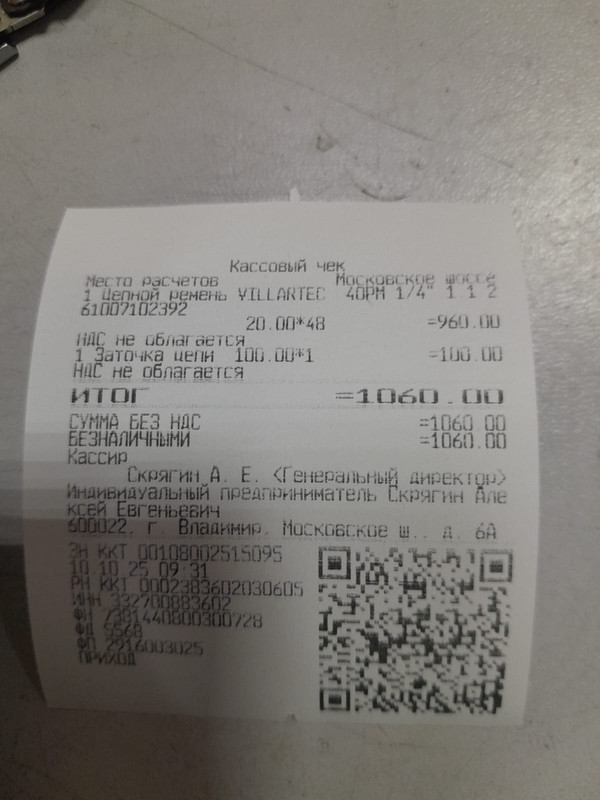 Кассовый чек
Место расчетов Московское шоссе
1 Цепной ремень VILLARTEC 40PM 1/4" 1 1 2
61007102392
20.00*48 =960.00
НДС не облагается
1 Заточка цепи 100.00*1 =100.00
НДС не облагается
ИТОГ =1060.00
СУММА БЕЗ НДС =1060.00
БЕЗНАЛИЧНЫМИ =1060.00
Кассир
Скрягин А. Е. <Генеральный директор>
Индивидуальный предприниматель Скрягин Але
ксей Евгеньевич
600022, г. Владимир, Московское ш., д. 6А
ЗН ККТ 00108002515095
10.10.25 09:31
РН ККТ 0002383602030605
ИНН 332700883602
ФН 7381440800300728
ФД 5568
ФП 2916003025
ПРИХОД